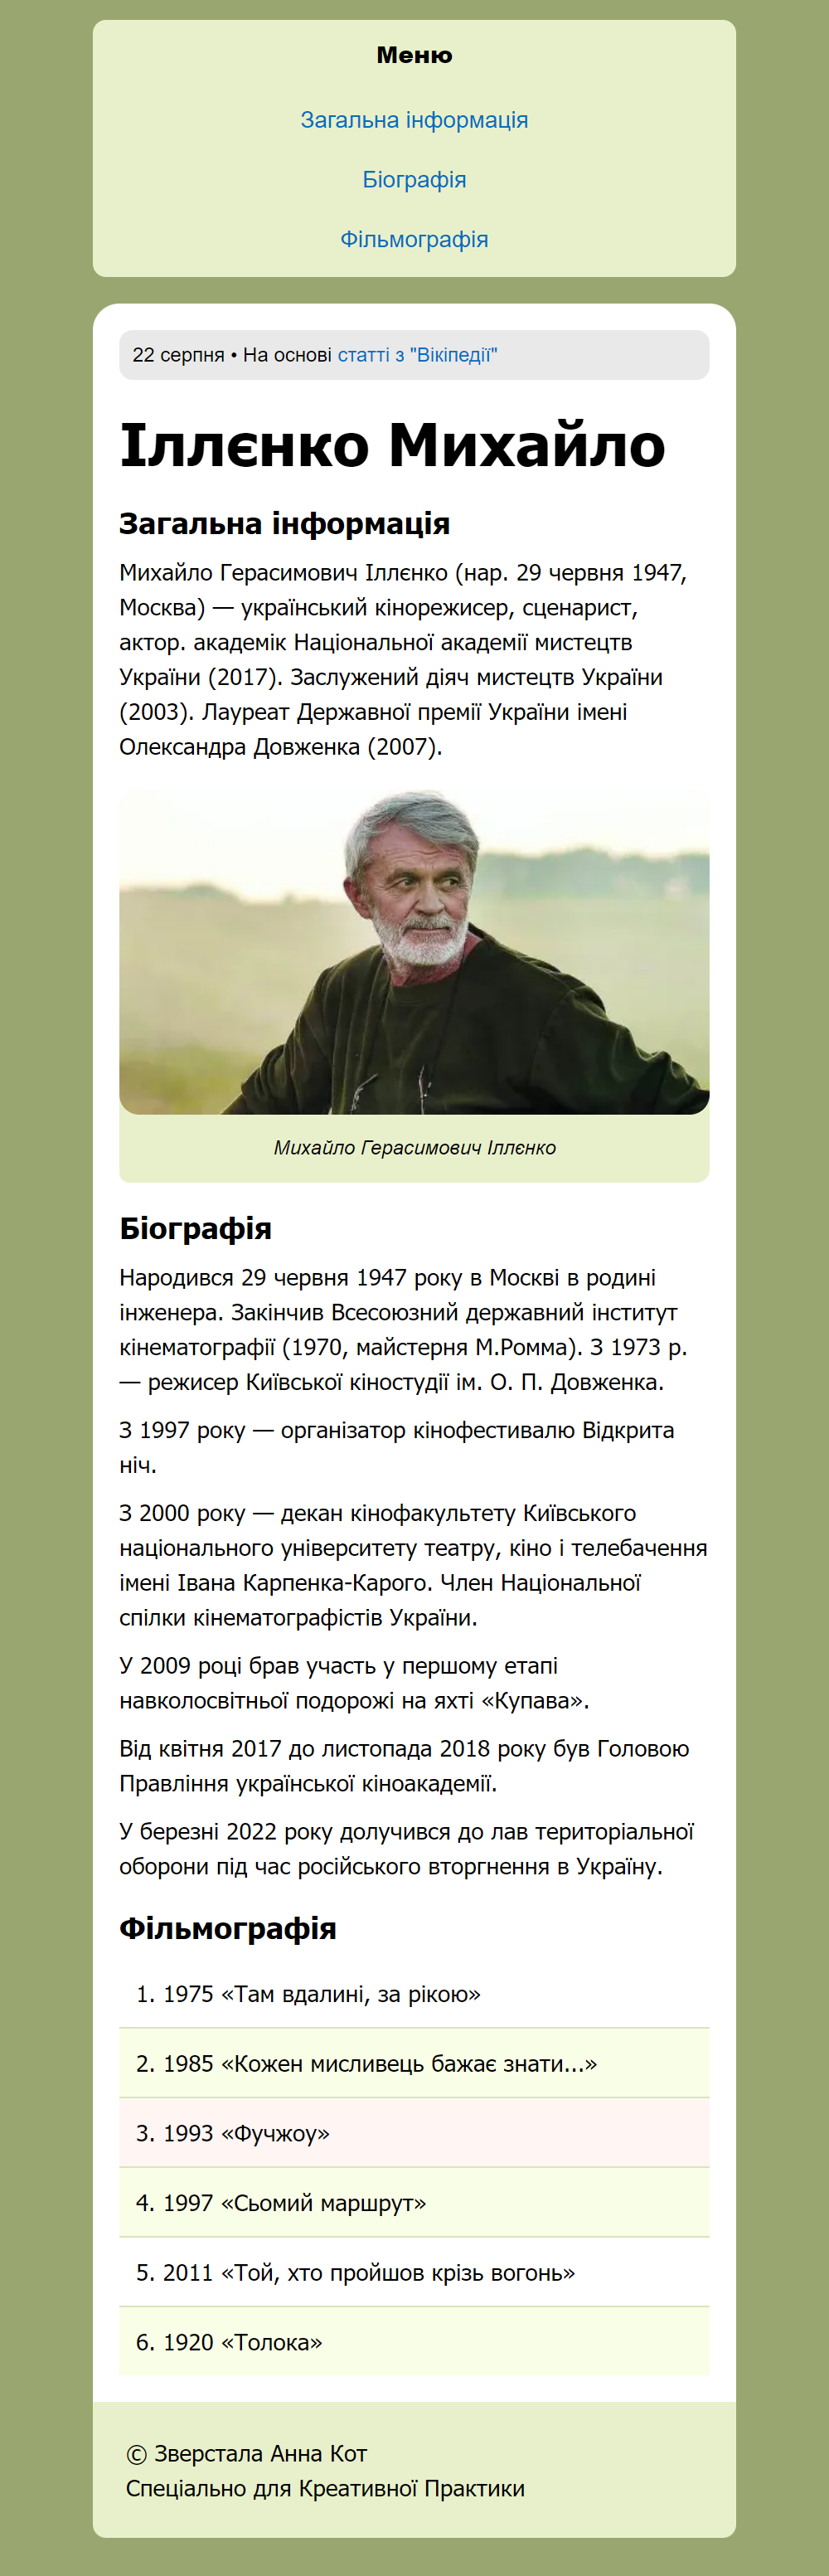 Меню
Загальна інформація
Біографія
Фільмографія
22 серпня • На основі статті з "Вікіпедії"
Іллєнко Михайло
Загальна інформація
Михайло Герасимович Іллєнко (нар. 29 червня 1947,
Москва) — український кінорежисер, сценарист,
актор. академік Національної академії мистецтв
України (2017). Заслужений діяч мистецтв України
(2003). Лауреат Державної премії України імені
Олександра Довженка (2007).
Михайло Герасимович Іллєнко
Біографія
Народився 29 червня 1947 року в Москві в родині
інженера. Закінчив Всесоюзний державний інститут
кінематографії (1970, майстерня М.Ромма). З 1973 р.
— режисер Київської кіностудії ім. О. П. Довженка.
З 1997 року — організатор кінофестивалю Відкрита
ніч.
З 2000 року — декан кінофакультету Київського
національного університету театру, кіно і телебачення
імені Івана Карпенка-Карого. Член Національної
спілки кінематографістів України.
У 2009 році брав участь у першому етапі
навколосвітньої подорожі на яхті «Купава».
Від квітня 2017 до листопада 2018 року був Головою
Правління української кіноакадемії.
У березні 2022 року долучився до лав територіальної
оборони під час російського вторгнення в Україну.
Фільмографія
1. 1975 «Там вдалині, за рікою»
2. 1985 «Кожен мисливець бажає знати...»
3. 1993 «Фучжоу»
4. 1997 «Сьомий маршрут»
5. 2011 «Той, хто пройшов крізь вогонь»
6. 1920 «Толока»
© Зверстала Анна Кот
Спеціально для Креативної Практики